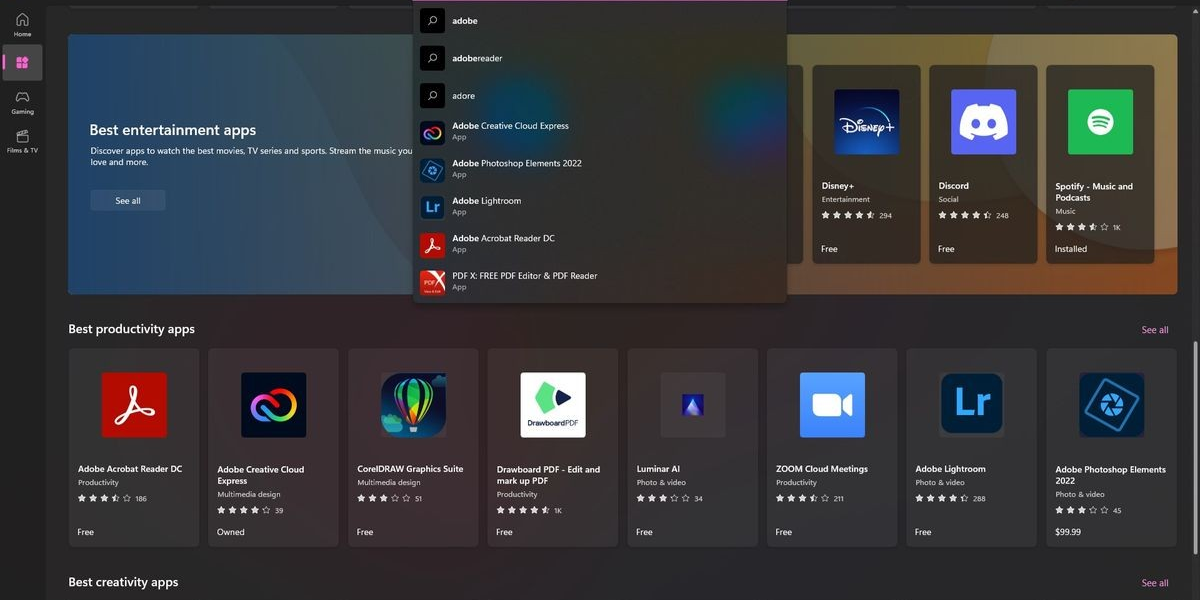 Home
Gaming
Films & TV
adobe
adobereader
adore
Adobe Creative Cloud Express
App
Adobe Photoshop Elements 2022
App
Lr
Adobe Lightroom
App
Adobe Acrobat Reader DC
App
PDF X
PDF X: FREE PDF Editor & PDF Reader
App
Best entertainment apps
Discover apps to watch the best movies, TV series and sports. Stream the music you
love and more.
See all
Disney+
Disney+
Entertainment
294
Free
Discord
Social
248
Free
Spotify - Music and
Podcasts
Music
1K
Installed
Best productivity apps
See all
Adobe Acrobat Reader DC
Productivity
186
Free
Adobe Creative Cloud
Express
Multimedia design
39
Owned
CorelDRAW Graphics Suite
Multimedia design
51
Free
DrawboardPDF
Drawboard PDF - Edit and
mark up PDF
Productivity
1K
Free
Luminar AI
Photo & video
34
Free
ZOOM Cloud Meetings
Productivity
211
Free
Lr
Adobe Lightroom
Photo & video
288
Free
Adobe Photoshop Elements
2022
Photo & video
45
$99.99
Best creativity apps
See all